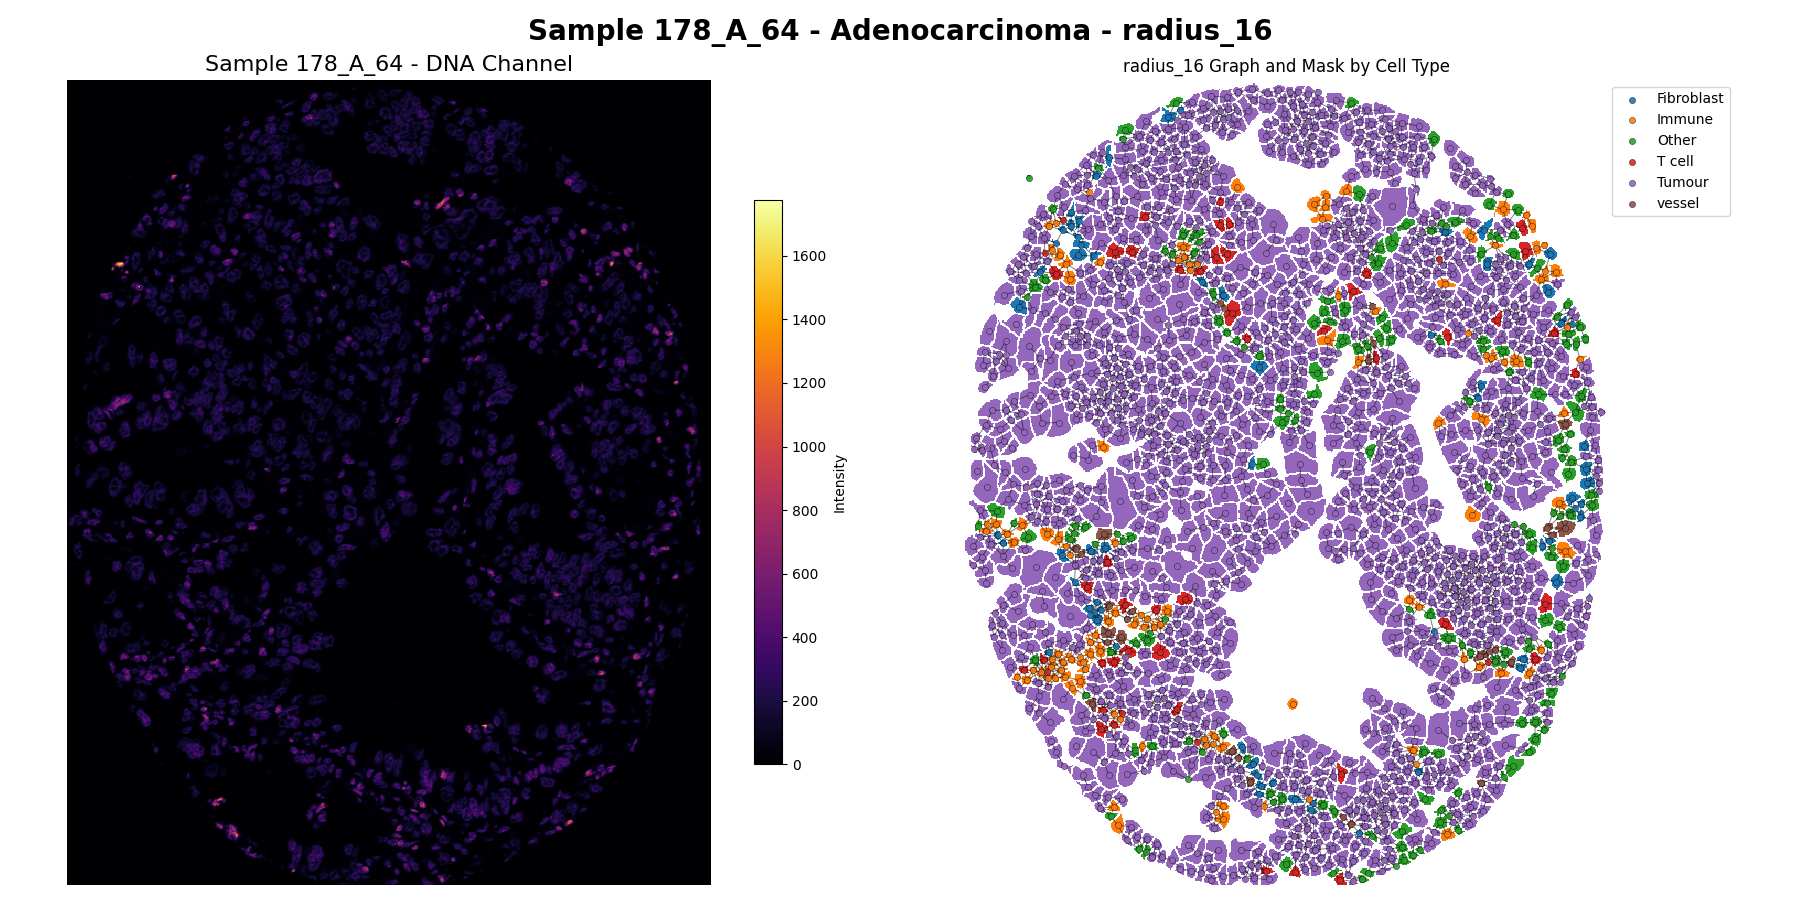 Sample 178_A_64 - Adenocarcinoma - radius_16
Sample 178_A_64 - DNA Channel
radius_16 Graph and Mask by Cell Type
Fibroblast
Immune
Other
T cell
Tumour
vessel
1600
1400
1200
1000
800
600
400
200
0
Intensity